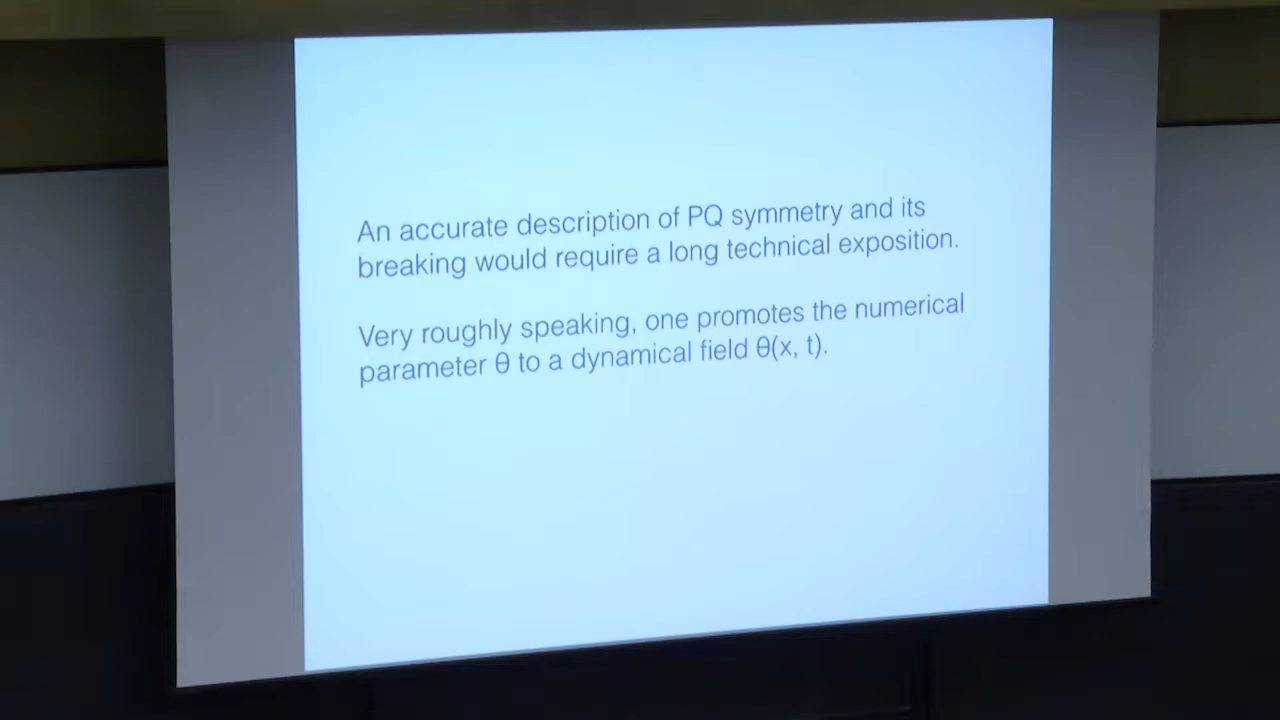 An accurate description of PQ symmetry and its
breaking would require a long technical exposition.
Very roughly speaking, one promotes the numerical
parameter θ to a dynamical field θ(x, t).